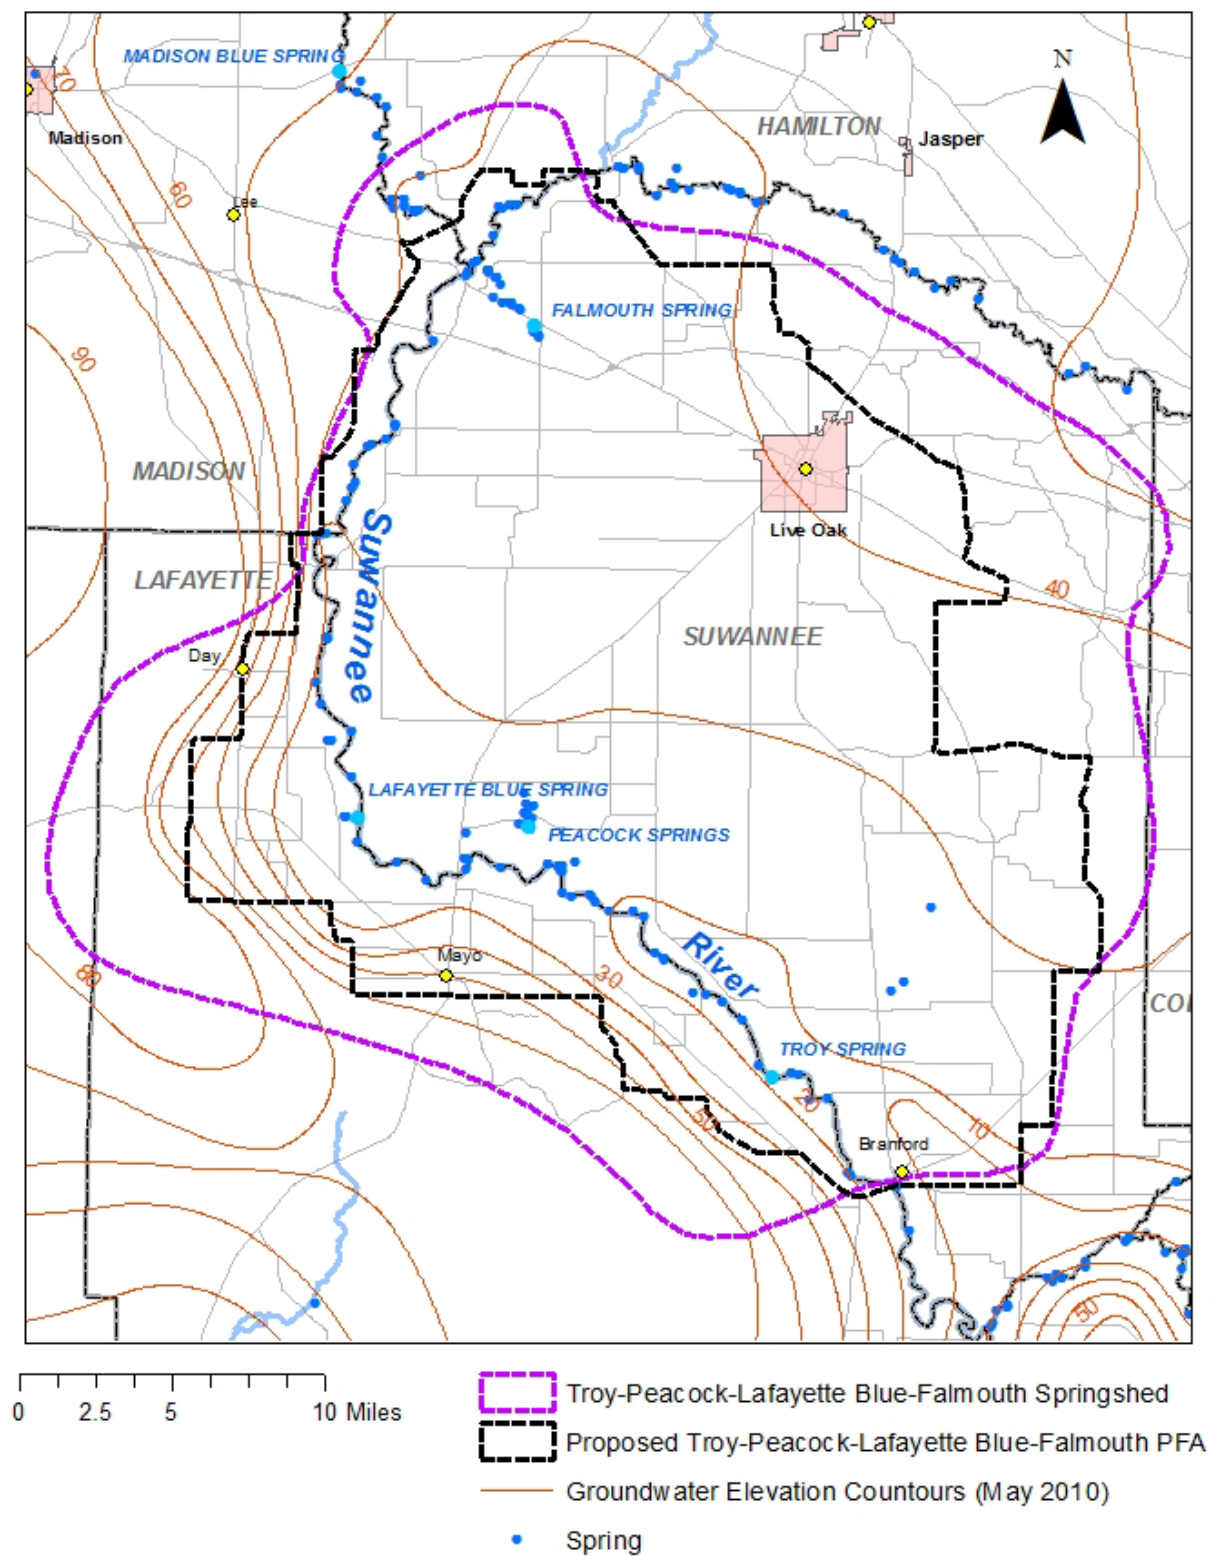 MADISON BLUE SPRING
N
70
Madison
HAMILTON
Jasper
60
Lee
FALMOUTH SPRING
90
MADISON
Suwannee
Live Oak
LAFAYETTE
40
SUWANNEE
Day
LAFAYETTE BLUE SPRING
PEACOCK SPRINGS
River
Mayo
80
30
COL
TROY SPRING
20
50
10
Branford
50
0 2.5 5 10 Miles
Troy-Peacock-Lafayette Blue-Falmouth Springshed
Proposed Troy-Peacock-Lafayette Blue-Falmouth PFA
Groundwater Elevation Countours (May 2010)
Spring